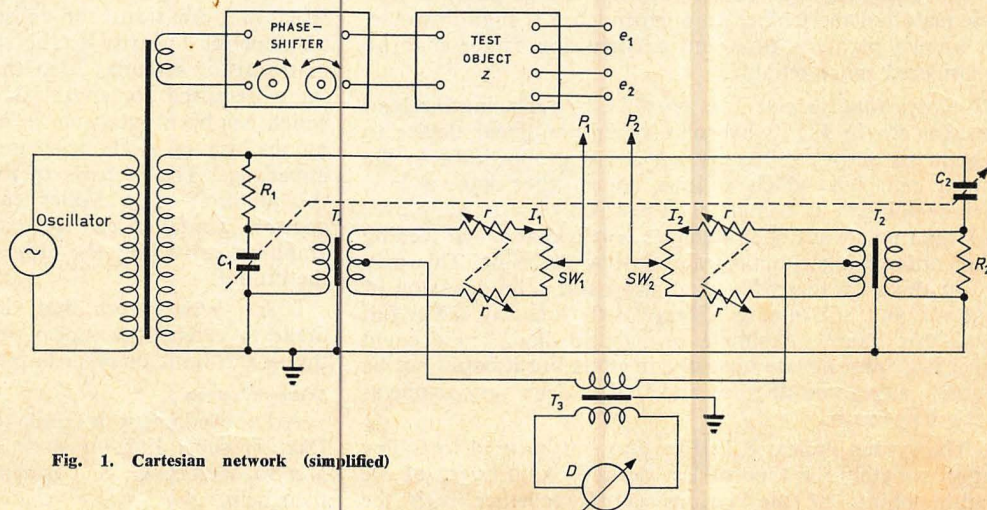 PHASE-
SHIFTER
TEST
OBJECT
Z
e1
e2
P1
P2
R1
C2
Oscillator
~
C1
T1
r
I1
SW1
r
I2
SW2
r
r
T2
R2
T3
D
Fig. 1. Cartesian network (simplified)